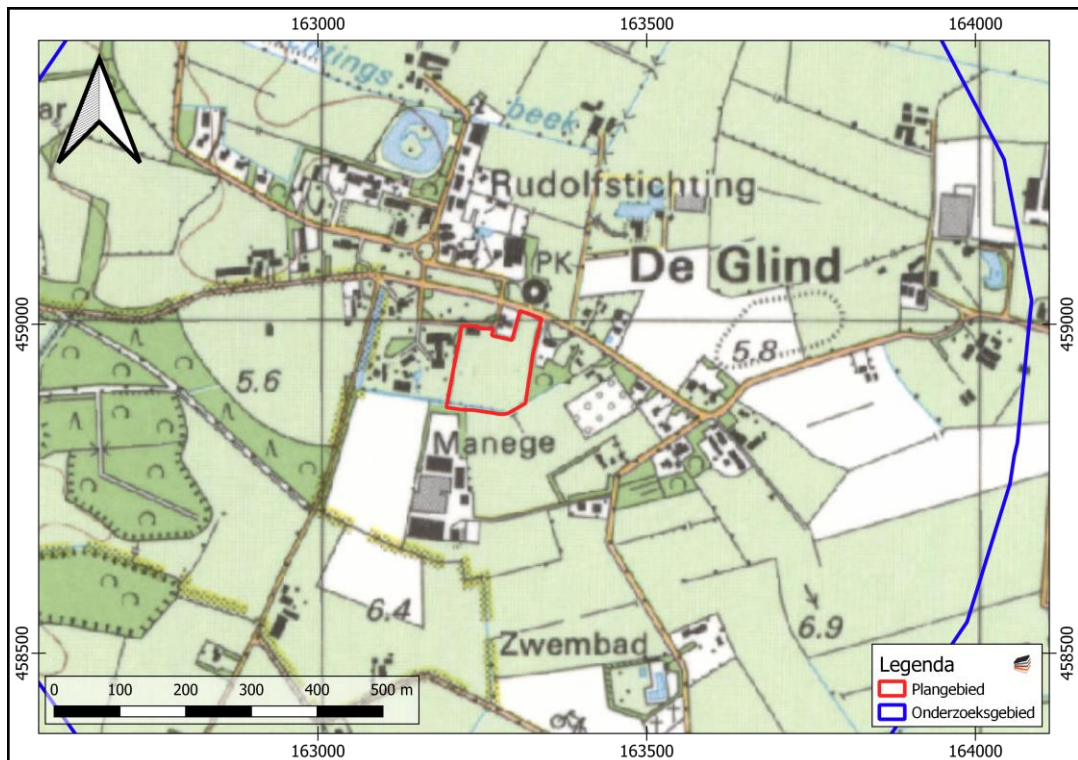 163000 163500 164000
beek
Rudolfstichting
PK
De Glind
459000 459000
5.8
5.6
Manege
6.4
6.9
Zwembad
458500 458500
Legenda
Plangebied
Onderzoeksgebied
0 100 200 300 400 500 m
163000 163500 164000